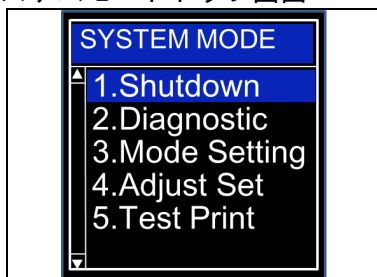 SYSTEM MODE
1.Shutdown
2.Diagnostic
3.Mode Setting
4.Adjust Set
5.Test Print